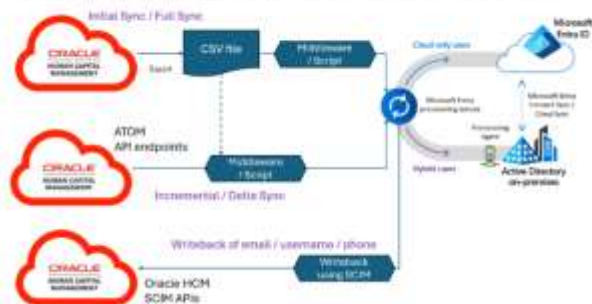 Initial Sync / Full Sync
ORACLE
HUMAN CAPITAL
MANAGEMENT
Export
CSV file
Middleware
/ Script
Cloud only users
Microsoft
Entra ID
Microsoft Entra
provisioning service
Microsoft Entra
Connect Sync /
Cloud Sync
Provisioning
agent
Hybrid users
Active Directory
on-premises
ATOM
API endpoints
ORACLE
HUMAN CAPITAL
MANAGEMENT
Middleware
/ Script
Incremental / Delta Sync
Writeback of email / username / phone
ORACLE
HUMAN CAPITAL
MANAGEMENT
Oracle HCM
SCIM APIs
Writeback
using SCIM